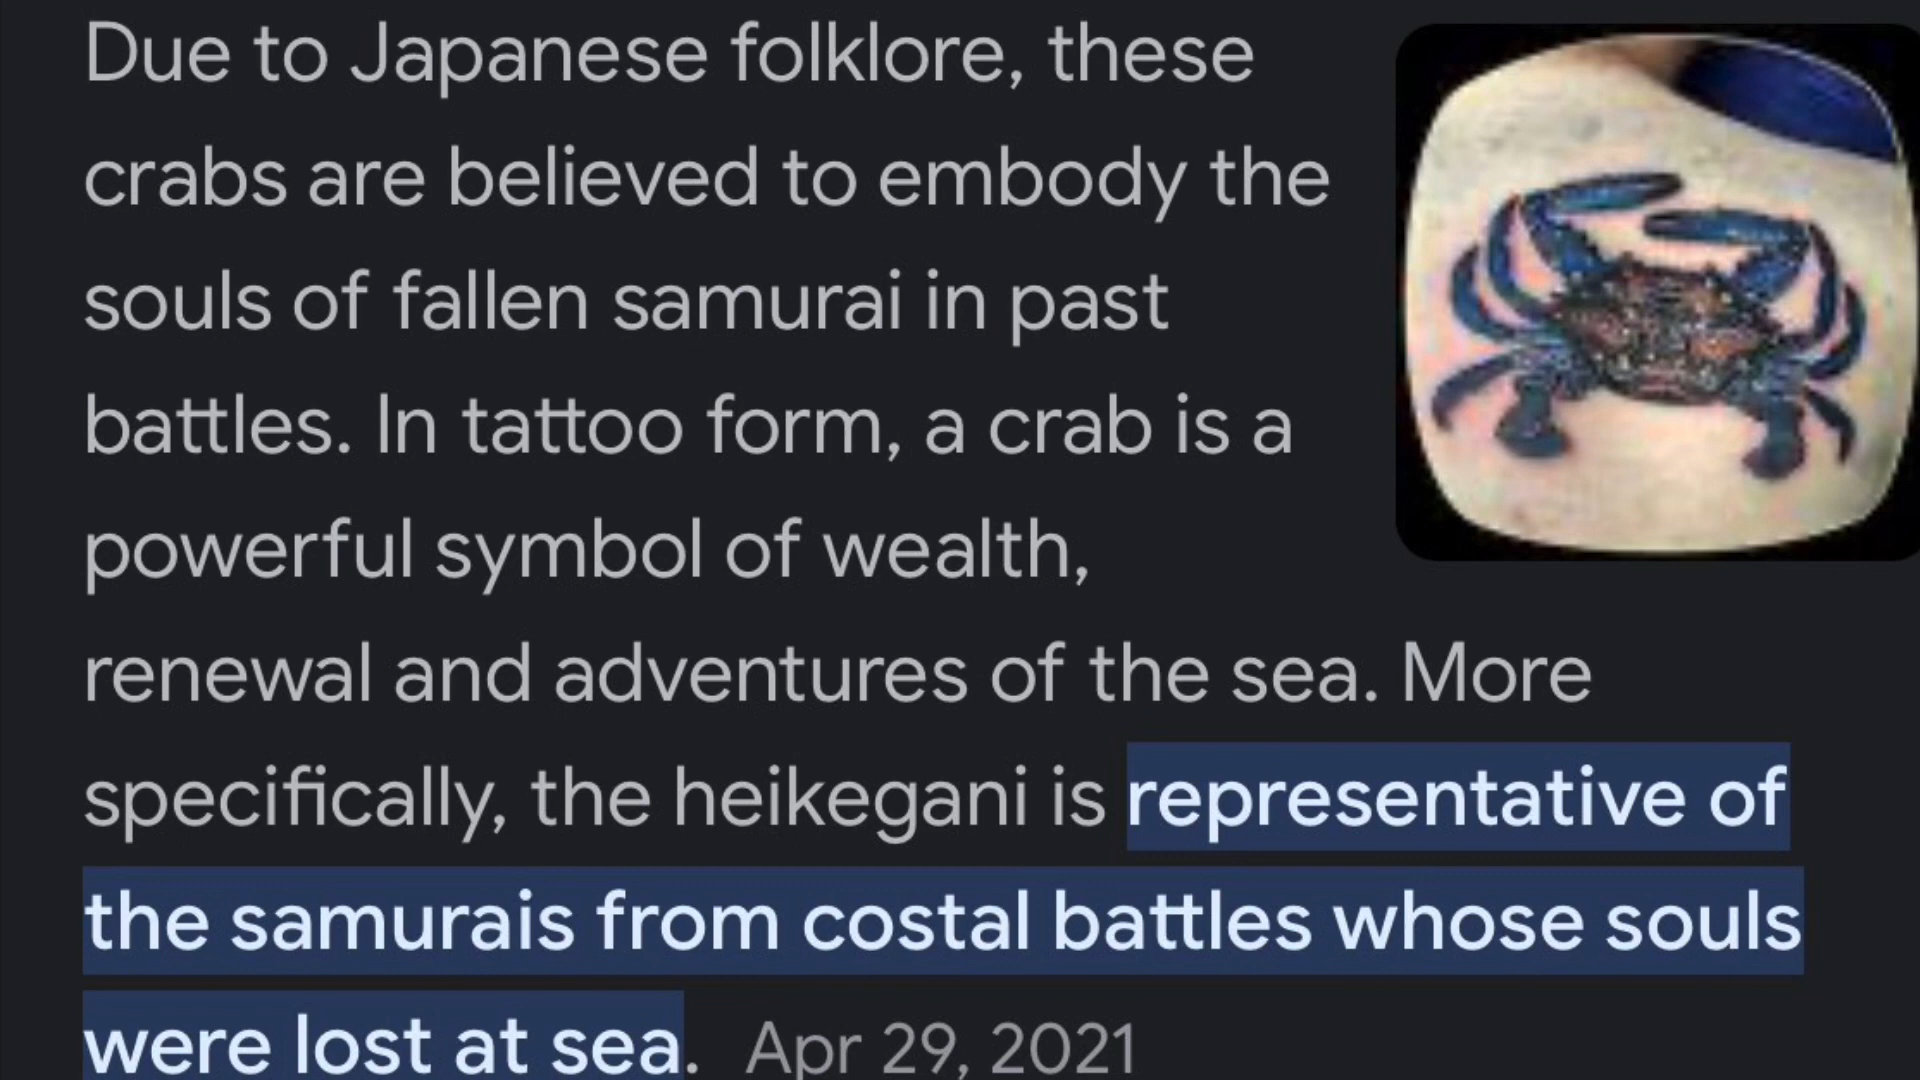 Due to Japanese folklore, these
crabs are believed to embody the
souls of fallen samurai in past
battles. In tattoo form, a crab is a
powerful symbol of wealth,
renewal and adventures of the sea. More
specifically, the heikegani is representative of
the samurais from costal battles whose souls
were lost at sea. Apr 29, 2021